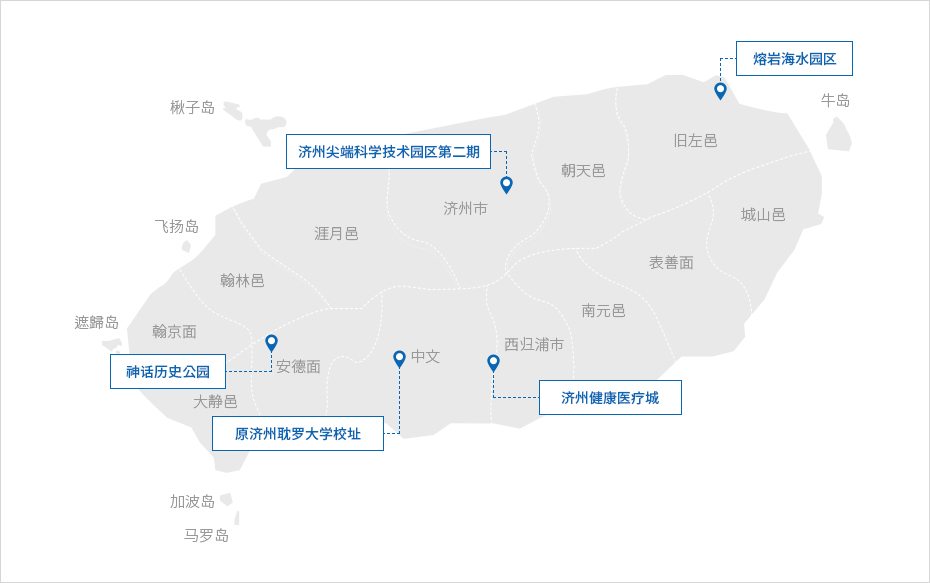 熔岩海水园区
牛岛
楸子岛
旧左邑
济州尖端科学技术园区第二期
朝天邑
济州市
城山邑
飞扬岛
涯月邑
表善面
翰林邑
南元邑
遮歸岛
翰京面
西归浦市
中文
安德面
神话历史公园
济州健康医疗城
大静邑
原济州耽罗大学校址
加波岛
马罗岛